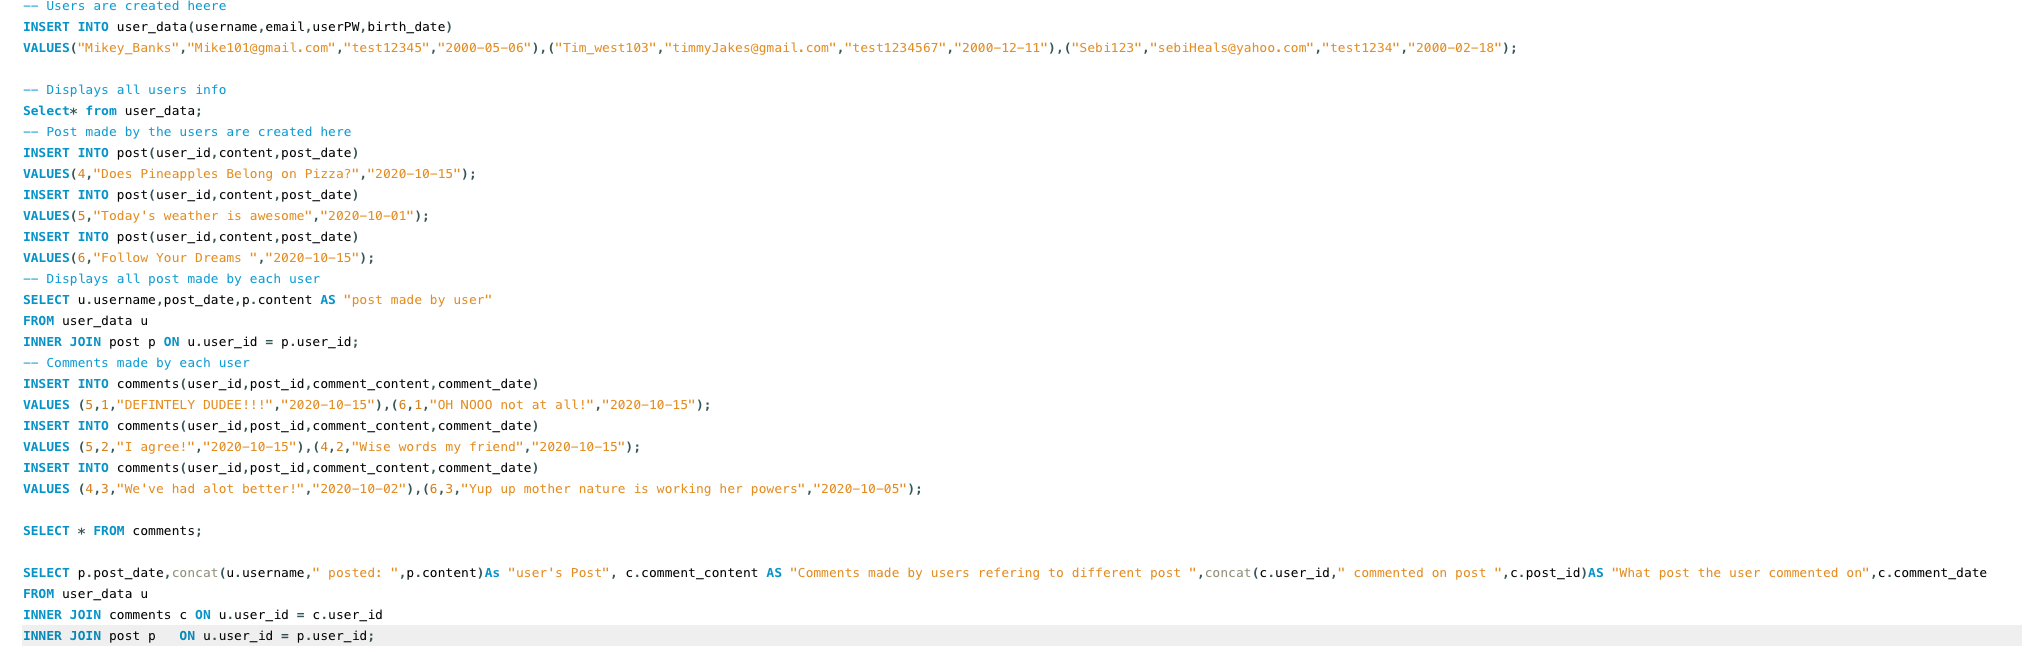 -- Users are created heere
INSERT INTO user_data(username,email,userPW,birth_date)
VALUES("Mikey_Banks","Mike101@gmail.com","test12345","2000-05-06"),("Tim_west103","timmyJakes@gmail.com","test1234567","2000-12-11"),("Sebi123","sebiHeals@yahoo.com","test1234","2000-02-18");
-- Displays all users info
Select* from user_data;
-- Post made by the users are created here
INSERT INTO post(user_id,content,post_date)
VALUES(4,"Does Pineapples Belong on Pizza?","2020-10-15");
INSERT INTO post(user_id,content,post_date)
VALUES(5,"Today's weather is awesome","2020-10-01");
INSERT INTO post(user_id,content,post_date)
VALUES(6,"Follow Your Dreams ","2020-10-15");
-- Displays all post made by each user
SELECT u.username,post_date,p.content AS "post made by user"
FROM user_data u
INNER JOIN post p ON u.user_id = p.user_id;
-- Comments made by each user
INSERT INTO comments(user_id,post_id,comment_content,comment_date)
VALUES (5,1,"DEFINTELY DUDEE!!!","2020-10-15"),(6,1,"OH NOOO not at all!","2020-10-15");
INSERT INTO comments(user_id,post_id,comment_content,comment_date)
VALUES (5,2,"I agree!","2020-10-15"),(4,2,"Wise words my friend","2020-10-15");
INSERT INTO comments(user_id,post_id,comment_content,comment_date)
VALUES (4,3,"We've had alot better!","2020-10-02"),(6,3,"Yup up mother nature is working her powers","2020-10-05");
SELECT * FROM comments;
SELECT p.post_date,concat(u.username," posted: ",p.content)As "user's Post", c.comment_content AS "Comments made by users refering to different post ",concat(c.user_id," commented on post ",c.post_id)AS "What post the user commented on",c.comment_date
FROM user_data u
INNER JOIN comments c ON u.user_id = c.user_id
INNER JOIN post p   ON u.user_id = p.user_id;